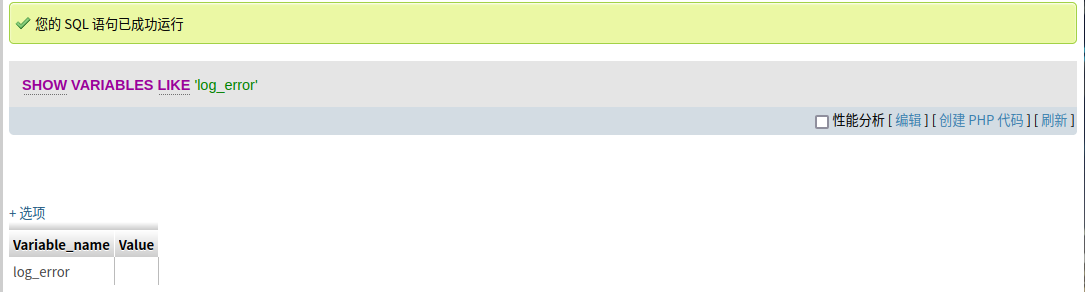 您的 SQL 语句已成功运行
SHOW VARIABLES LIKE 'log_error'
性能分析 [ 编辑 ] [ 创建 PHP 代码 ] [ 刷新 ]
+ 选项
Variable_name Value
log_error